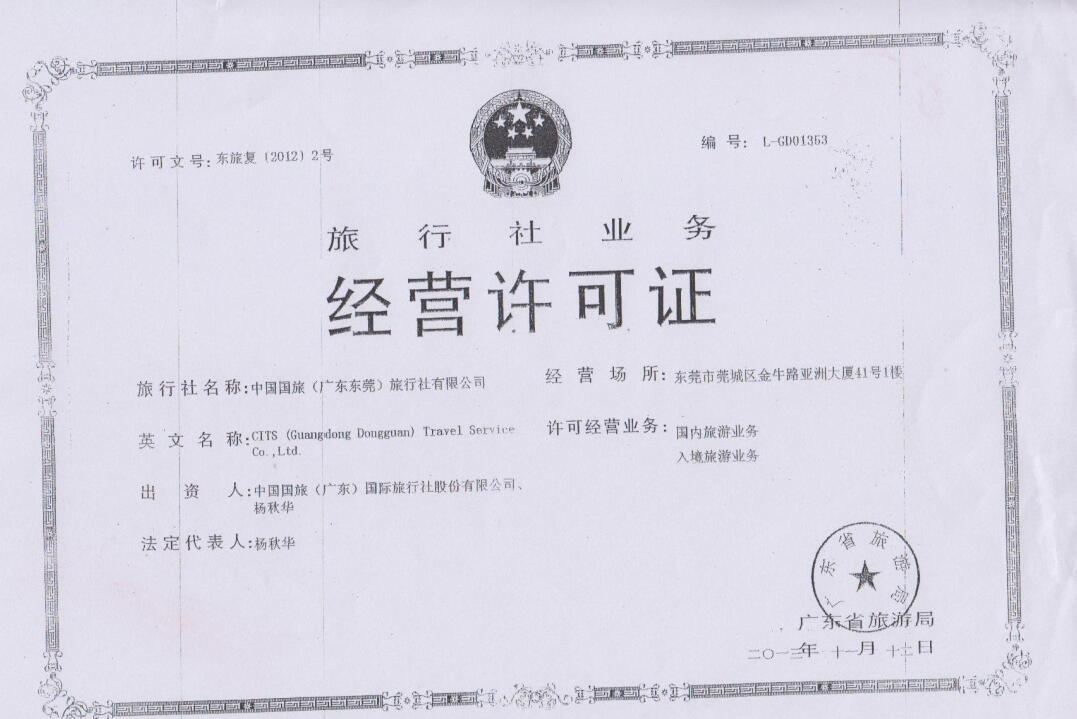 许可文号：东旅复〔2012〕2号
编号： L-GD01353
旅行社业务
经营许可证
旅行社名称：中国国旅（广东东莞）旅行社有限公司
经营场所：东莞市莞城区金牛路亚洲大厦41号1楼
英文名称：CITS (Guangdong Dongguan) Travel Service
Co.,Ltd.
许可经营业务：国内旅游业务
入境旅游业务
出资人：中国国旅（广东）国际旅行社股份有限公司、
杨秋华
法定代表人：杨秋华
广东省旅游局
广东省旅游局
二〇一三年十一月十二日